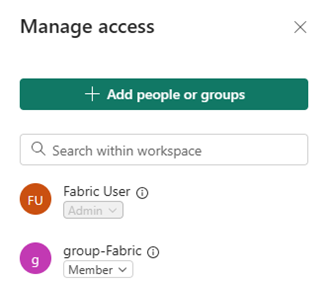 Manage access
Add people or groups
Search within workspace
FU
Fabric User
Admin
g
group-Fabric
Member